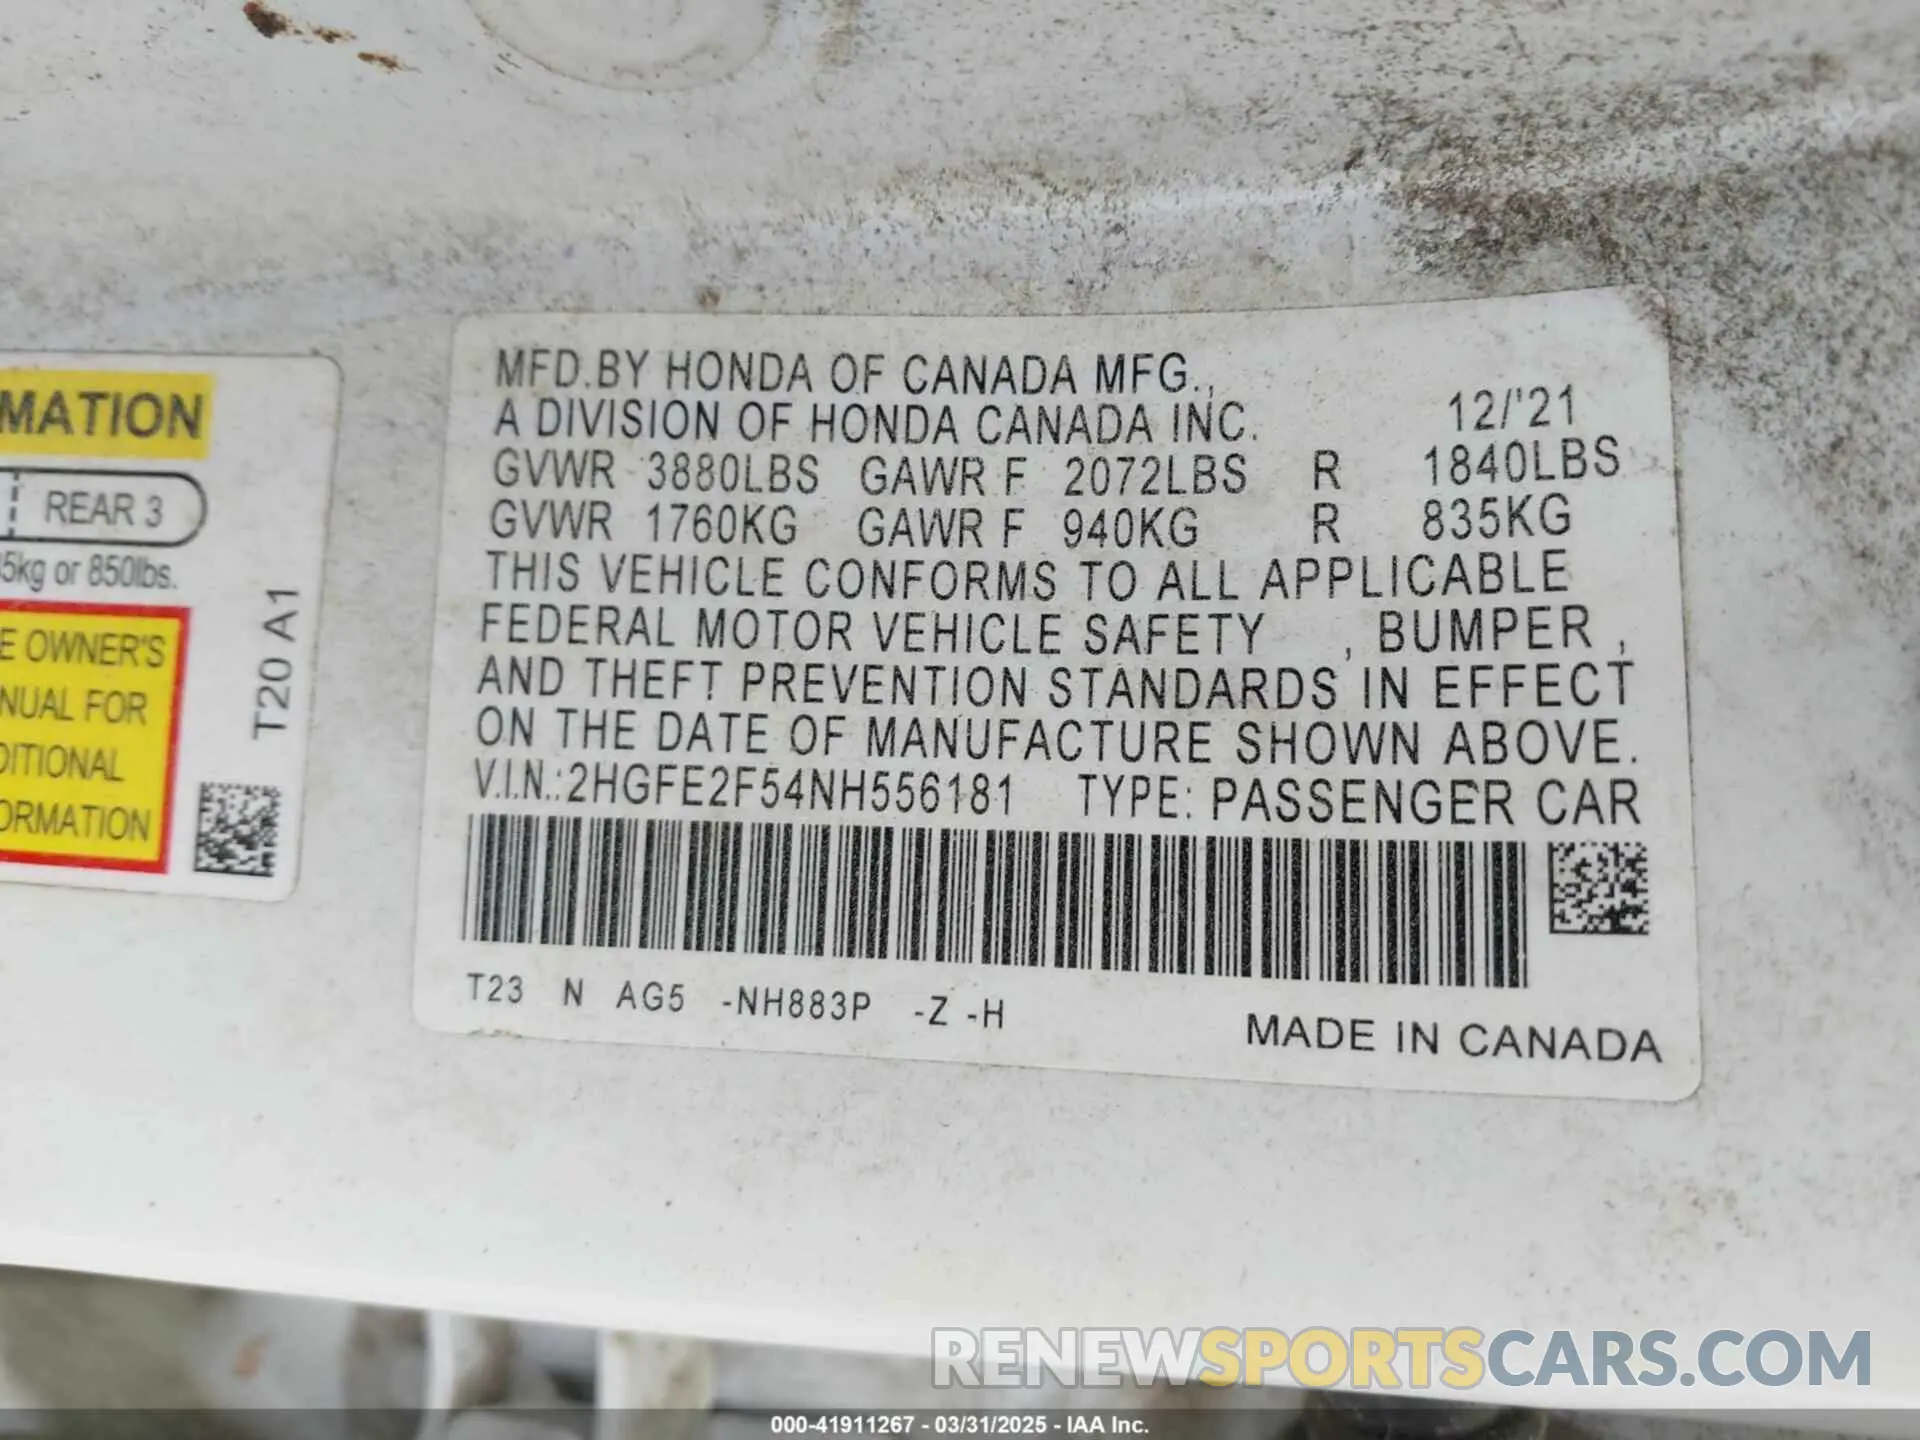 MFD.BY HONDA OF CANADA MFG.,
A DIVISION OF HONDA CANADA INC. 12/'21
GVWR 3880LBS GAWR F 2072LBS R 1840LBS
GVWR 1760KG GAWR F 940KG R 835KG
THIS VEHICLE CONFORMS TO ALL APPLICABLE
FEDERAL MOTOR VEHICLE SAFETY , BUMPER ,
AND THEFT PREVENTION STANDARDS IN EFFECT
ON THE DATE OF MANUFACTURE SHOWN ABOVE.
V.I.N.:2HGFE2F54NH556181 TYPE: PASSENGER CAR
T23 N AG5 -NH883P -Z -H
MADE IN CANADA
MATION
REAR 3
5kg or 850lbs.
E OWNER'S
NUAL FOR
DITIONAL
ORMATION
T20 A1
RENEWSPORTSCARS.COM
000-41911267 - 03/31/2025 - IAA Inc.